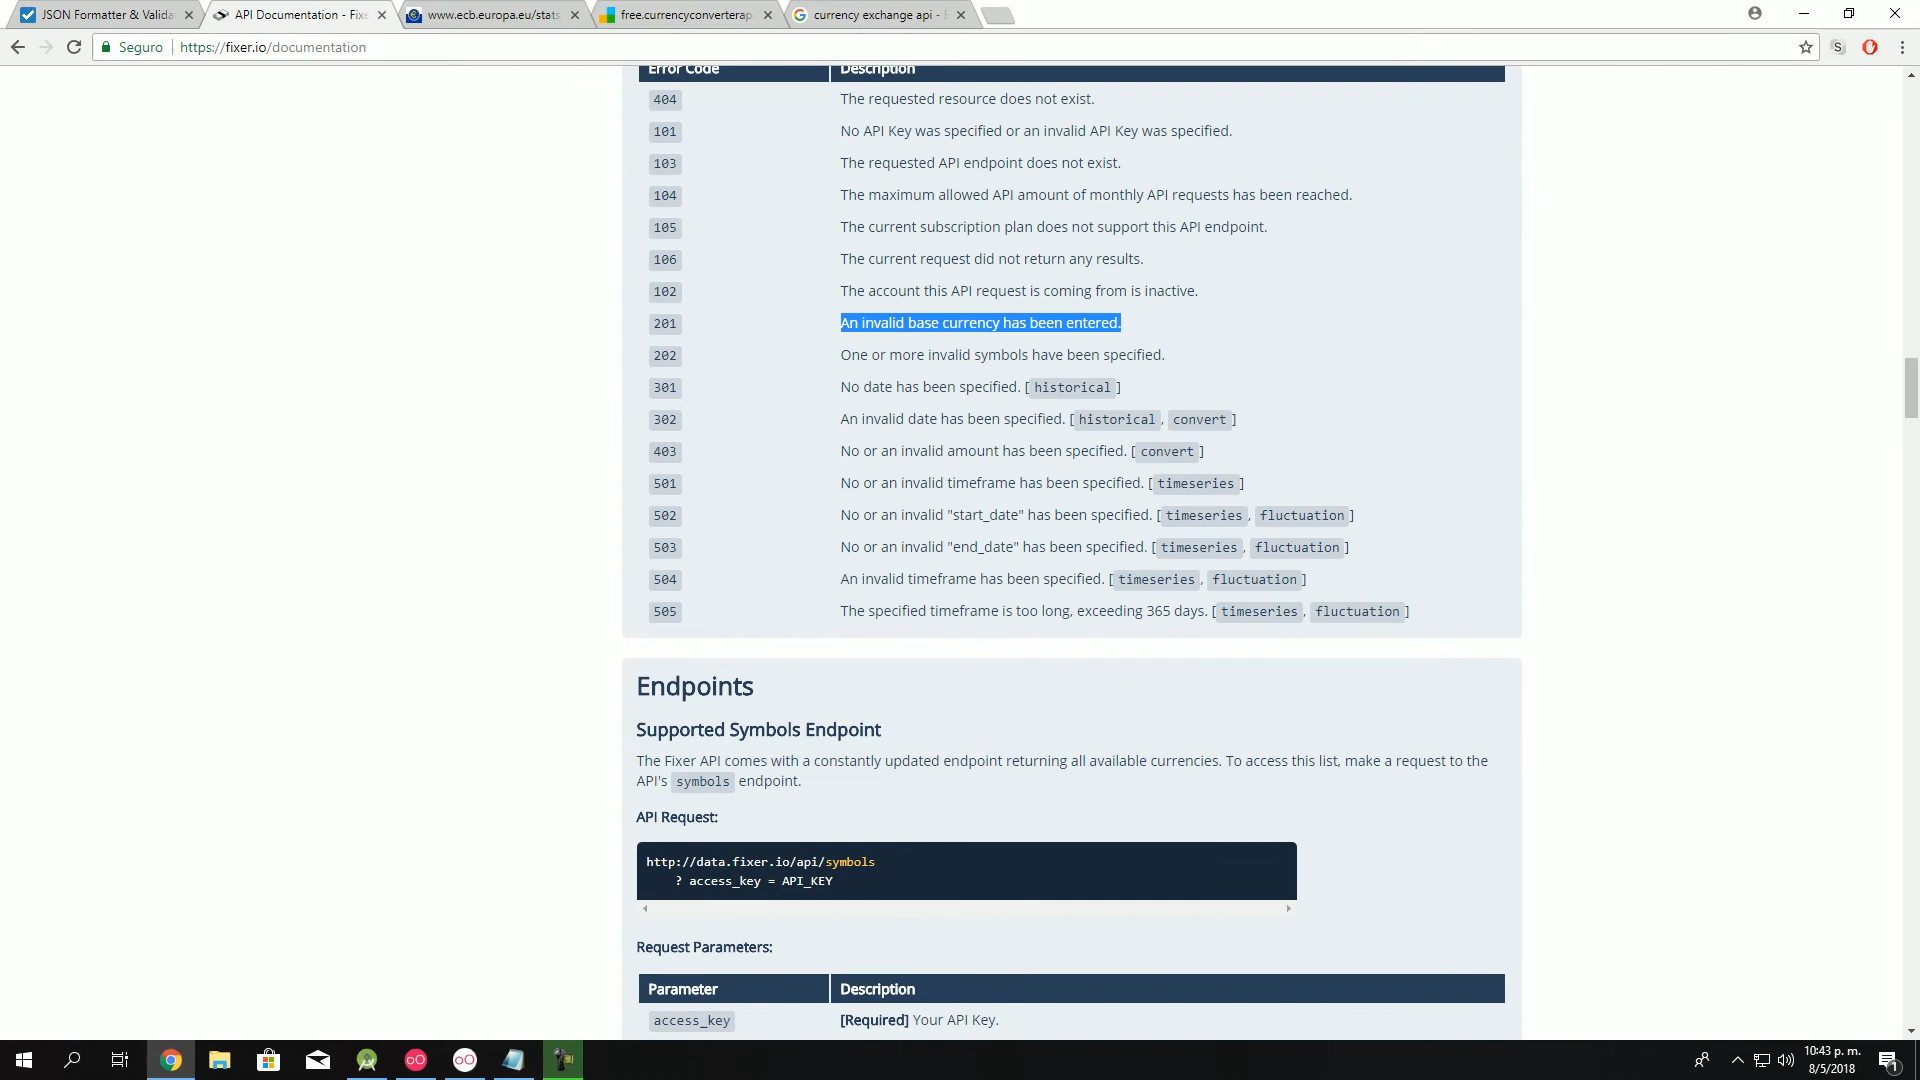 JSON Formatter & Valida
API Documentation - Fixe
www.ecb.europa.eu/stats
free.currencyconverterap
currency exchange api -
Seguro
https://fixer.io/documentation
Error Code Description
404 The requested resource does not exist.
101 No API Key was specified or an invalid API Key was specified.
103 The requested API endpoint does not exist.
104 The maximum allowed API amount of monthly API requests has been reached.
105 The current subscription plan does not support this API endpoint.
106 The current request did not return any results.
102 The account this API request is coming from is inactive.
201 An invalid base currency has been entered.
202 One or more invalid symbols have been specified.
301 No date has been specified. [ historical ]
302 An invalid date has been specified. [ historical , convert ]
403 No or an invalid amount has been specified. [ convert ]
501 No or an invalid timeframe has been specified. [ timeseries ]
502 No or an invalid "start_date" has been specified. [ timeseries , fluctuation ]
503 No or an invalid "end_date" has been specified. [ timeseries , fluctuation ]
504 An invalid timeframe has been specified. [ timeseries , fluctuation ]
505 The specified timeframe is too long, exceeding 365 days. [ timeseries , fluctuation ]
Endpoints
Supported Symbols Endpoint
The Fixer API comes with a constantly updated endpoint returning all available currencies. To access this list, make a request to the
API's symbols endpoint.
API Request:
http://data.fixer.io/api/symbols
? access_key = API_KEY
Request Parameters:
Parameter Description
access_key [Required] Your API Key.
10:43 p. m.
8/5/2018
1